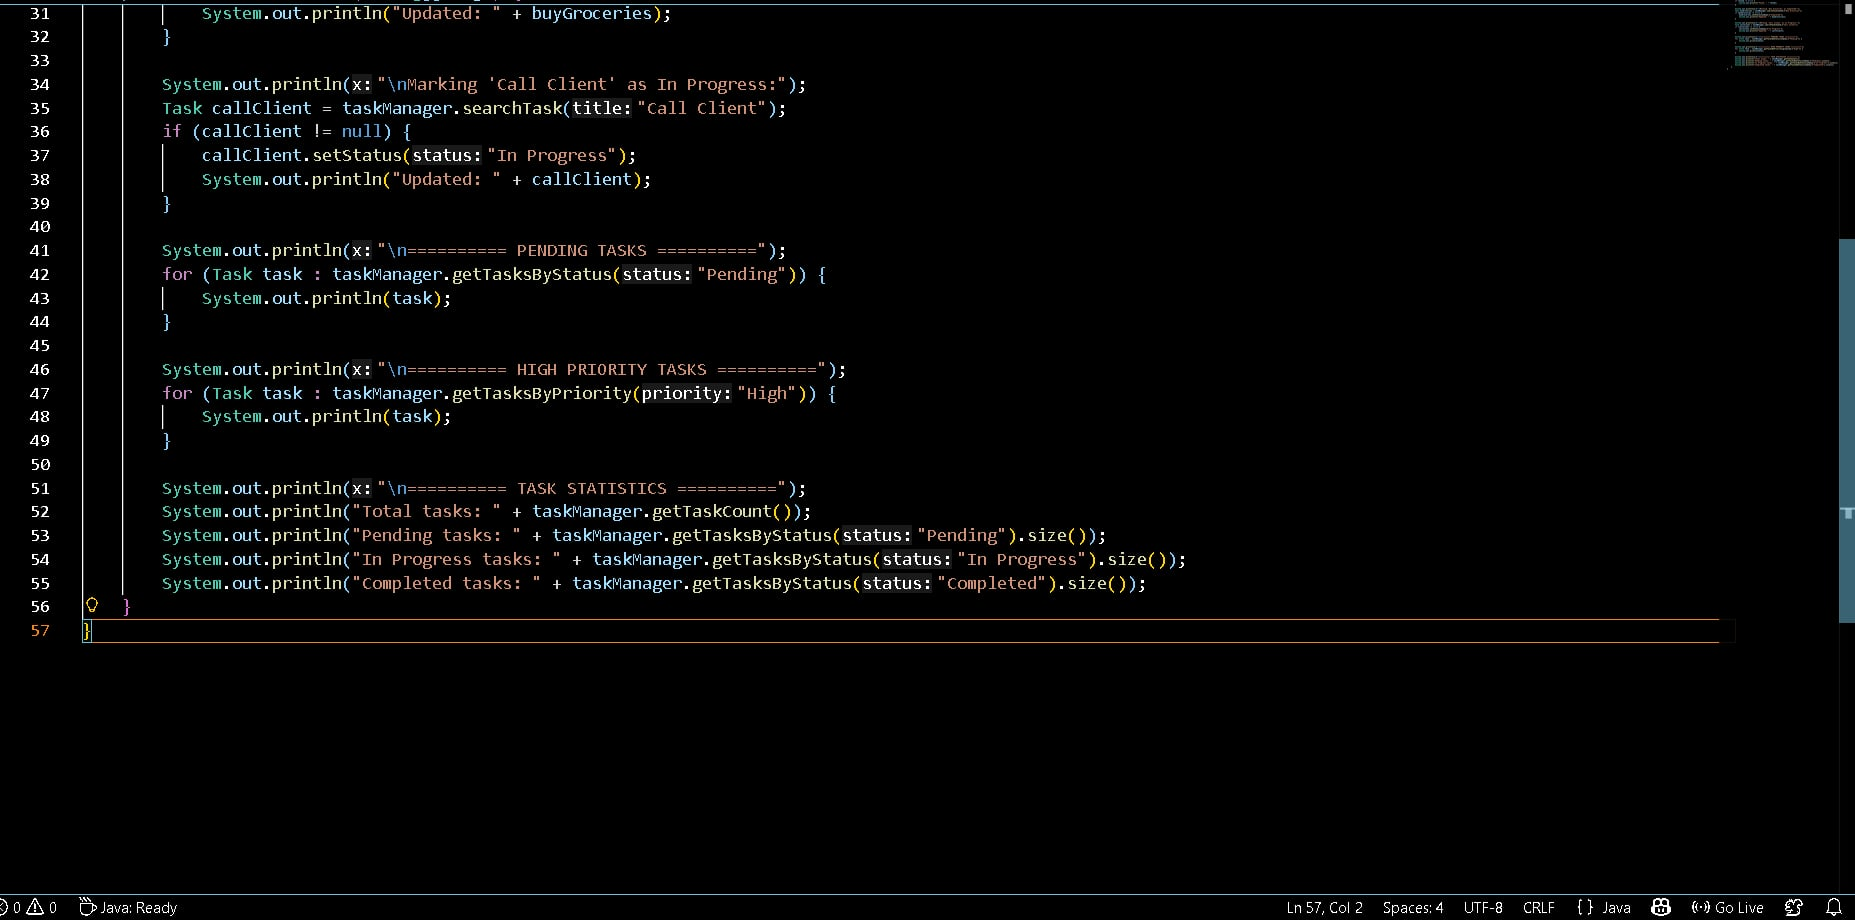 31 System.out.println("Updated: " + buyGroceries);
32 }
33
34 System.out.println(x: "\nMarking 'Call Client' as In Progress:");
35 Task callClient = taskManager.searchTask(title: "Call Client");
36 if (callClient != null) {
37 callClient.setStatus(status: "In Progress");
38 System.out.println("Updated: " + callClient);
39 }
40
41 System.out.println(x: "\n========== PENDING TASKS ==========");
42 for (Task task : taskManager.getTasksByStatus(status: "Pending")) {
43 System.out.println(task);
44 }
45
46 System.out.println(x: "\n========== HIGH PRIORITY TASKS ==========");
47 for (Task task : taskManager.getTasksByPriority(priority: "High")) {
48 System.out.println(task);
49 }
50
51 System.out.println(x: "\n========== TASK STATISTICS ==========");
52 System.out.println("Total tasks: " + taskManager.getTaskCount());
53 System.out.println("Pending tasks: " + taskManager.getTasksByStatus(status: "Pending").size());
54 System.out.println("In Progress tasks: " + taskManager.getTasksByStatus(status: "In Progress").size());
55 System.out.println("Completed tasks: " + taskManager.getTasksByStatus(status: "Completed").size());
56 }
57 }
0 0 Java: Ready Ln 57, Col 2 Spaces: 4 UTF-8 CRLF {} Java Go Live